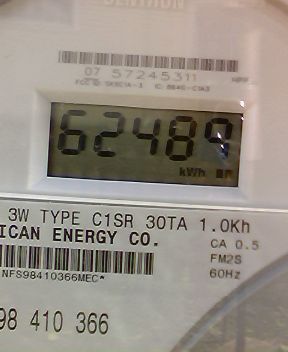 CENTRON
07 57245311
62489
kWh
3W TYPE C1SR 30TA 1.0Kh
ICAN ENERGY CO.
CA 0.5
FM2S
60Hz
NFS98410366MEC*
98 410 366